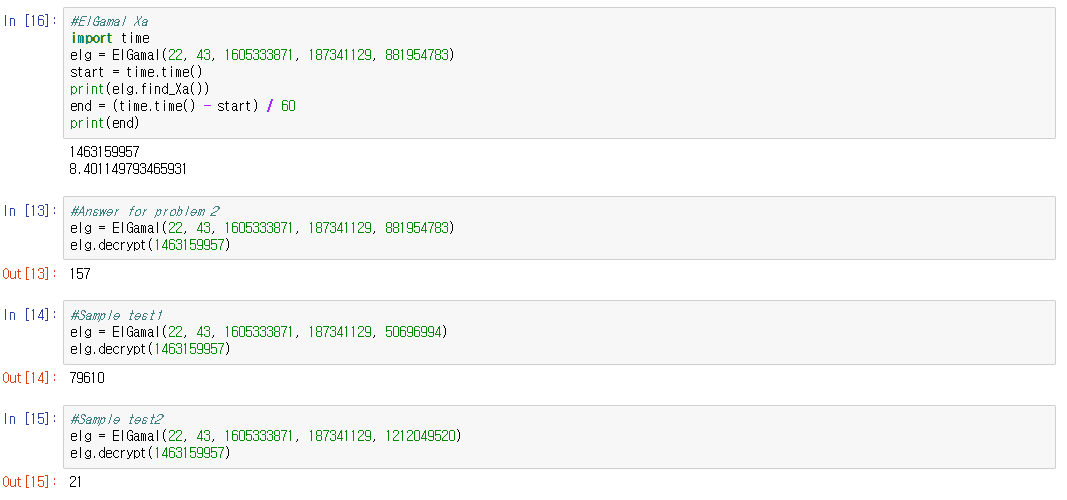 In [16]: #ElGamal Xa
import time
elg = ElGamal(22, 43, 1605333871, 187341129, 881954783)
start = time.time()
print(elg.find_Xa())
end = (time.time() - start) / 60
print(end)
1463159957
8.401149793465931
In [13]: #Answer for problem 2
elg = ElGamal(22, 43, 1605333871, 187341129, 881954783)
elg.decrypt(1463159957)
Out[13]: 157
In [14]: #Sample test1
elg = ElGamal(22, 43, 1605333871, 187341129, 50696994)
elg.decrypt(1463159957)
Out[14]: 79610
In [15]: #Sample test2
elg = ElGamal(22, 43, 1605333871, 187341129, 1212049520)
elg.decrypt(1463159957)
Out[15]: 21